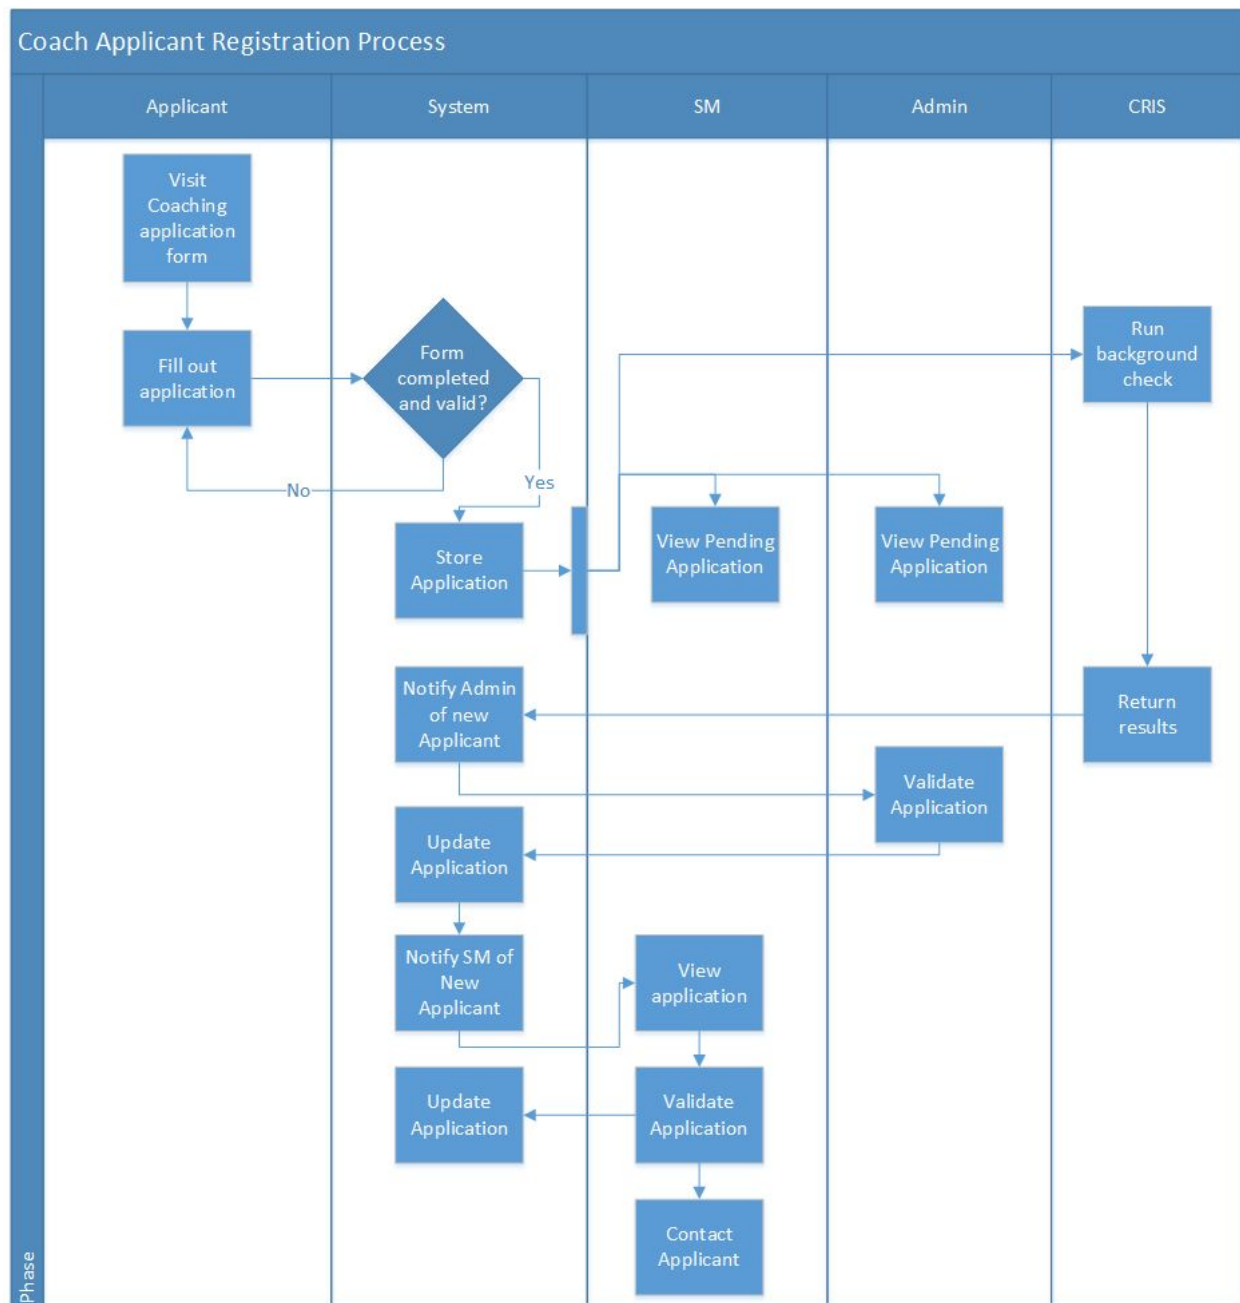 Coach Applicant Registration Process
Applicant
System
SM
Admin
CRIS
Visit
Coaching
application
form
Fill out
application
Form
completed
and valid?
Run
background
check
No
Yes
Store
Application
View Pending
Application
View Pending
Application
Notify Admin
of new
Applicant
Return
results
Validate
Application
Update
Application
Notify SM of
New
Applicant
View
application
Update
Application
Validate
Application
Contact
Applicant
Phase